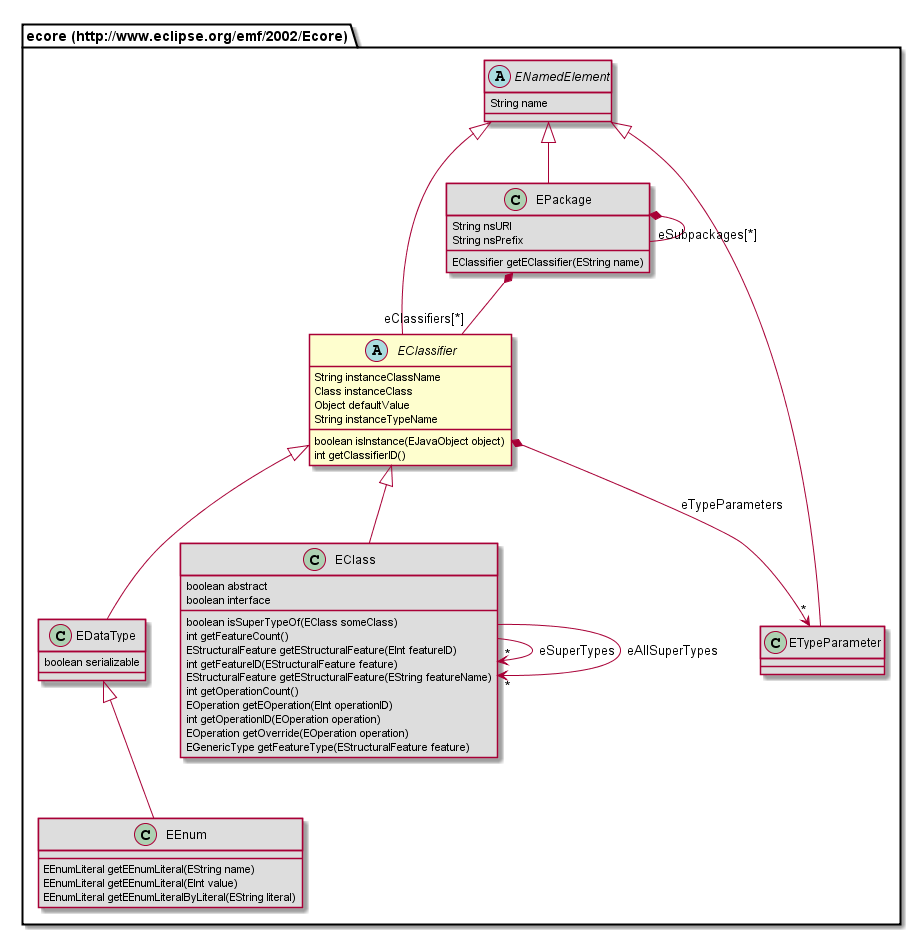 ecore (http://www.eclipse.org/emf/2002/Ecore)
A ENamedElement
String name
C EPackage
String nsURI
String nsPrefix
EClassifier getEClassifier(EString name)
eSubpackages[*]
eClassifiers[*]
A EClassifier
String instanceClassName
Class instanceClass
Object defaultValue
String instanceTypeName
boolean isInstance(EJavaObject object)
int getClassifierID()
eTypeParameters
*
C EClass
boolean abstract
boolean interface
boolean isSuperTypeOf(EClass someClass)
int getFeatureCount()
EStructuralFeature getEStructuralFeature(EInt featureID)
int getFeatureID(EStructuralFeature feature)
EStructuralFeature getEStructuralFeature(EString featureName)
int getOperationCount()
EOperation getEOperation(EInt operationID)
int getOperationID(EOperation operation)
EOperation getOverride(EOperation operation)
EGenericType getFeatureType(EStructuralFeature feature)
* eSuperTypes
* eAllSuperTypes
C EDataType
boolean serializable
C ETypeParameter
C EEnum
EEnumLiteral getEEnumLiteral(EString name)
EEnumLiteral getEEnumLiteral(EInt value)
EEnumLiteral getEEnumLiteralByLiteral(EString literal)